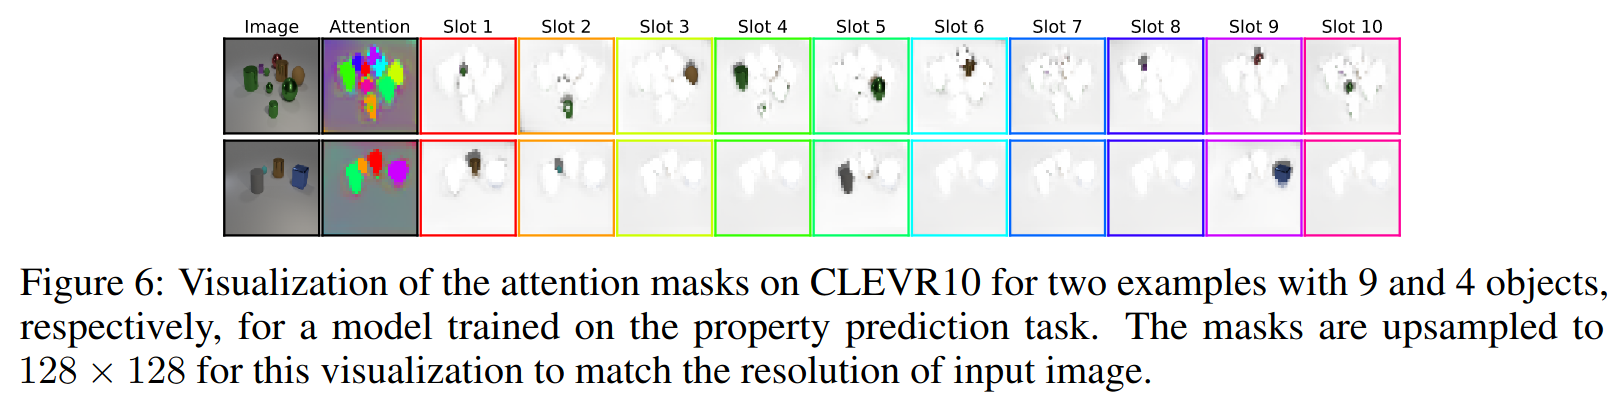 Image Attention Slot 1 Slot 2 Slot 3 Slot 4 Slot 5 Slot 6 Slot 7 Slot 8 Slot 9 Slot 10
Figure 6: Visualization of the attention masks on CLEVR10 for two examples with 9 and 4 objects,
respectively, for a model trained on the property prediction task. The masks are upsampled to
128 × 128 for this visualization to match the resolution of input image.